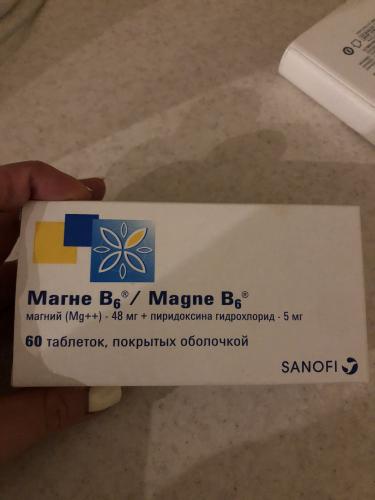 Магне B₆® / Magne B₆®
магний (Mg++) - 48 мг + пиридоксина гидрохлорид - 5 мг
60 таблеток, покрытых оболочкой
SANOFI